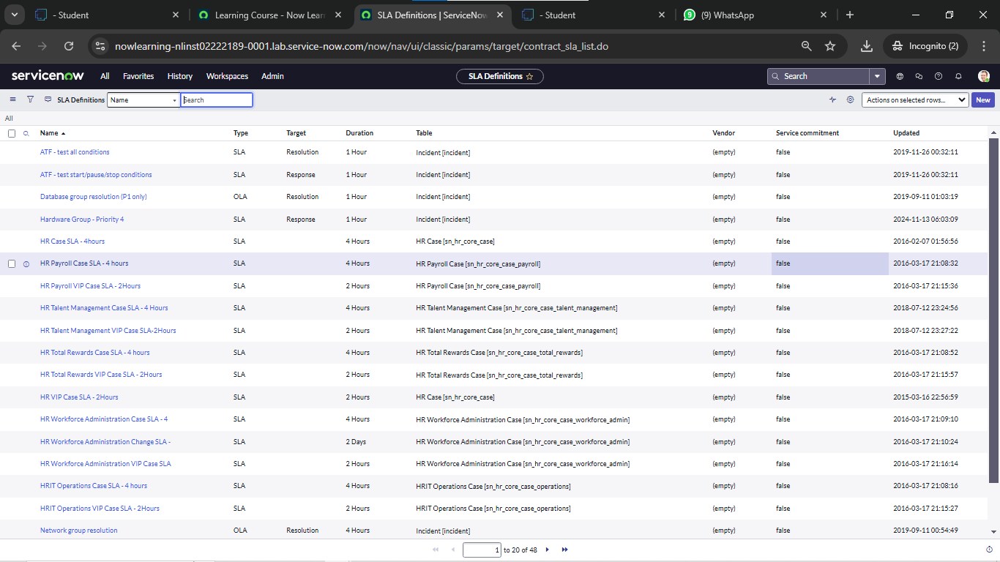 - Student
Learning Course - Now Lear
SLA Definitions | ServiceNow
- Student
9 (9) WhatsApp
nowlearning-nlinst02222189-0001.lab.service-now.com/now/nav/ui/classic/params/target/contract_sla_list.do
Incognito (2)
servicenow All Favorites History Workspaces Admin SLA Definitions Search
SLA Definitions Name Search Actions on selected rows... New
All
Name Type Target Duration Table Vendor Service commitment Updated
ATF - test all conditions SLA Resolution 1 Hour Incident [incident] (empty) false 2019-11-26 00:32:11
ATF - test start/pause/stop conditions SLA Response 1 Hour Incident [incident] (empty) false 2019-11-26 00:32:11
Database group resolution (P1 only) OLA Resolution 1 Hour Incident [incident] (empty) false 2019-09-11 01:03:19
Hardware Group - Priority 4 SLA Response 1 Hour Incident [incident] (empty) false 2024-11-13 06:03:09
HR Case SLA - 4hours SLA 4 Hours HR Case [sn_hr_core_case] (empty) false 2016-02-07 01:56:56
HR Payroll Case SLA - 4 hours SLA 4 Hours HR Payroll Case [sn_hr_core_case_payroll] (empty) false 2016-03-17 21:08:32
HR Payroll VIP Case SLA - 2Hours SLA 2 Hours HR Payroll Case [sn_hr_core_case_payroll] (empty) false 2016-03-17 21:15:36
HR Talent Management Case SLA - 4 Hours SLA 4 Hours HR Talent Management Case [sn_hr_core_case_talent_management] (empty) false 2018-07-12 23:24:56
HR Talent Management VIP Case SLA-2Hours SLA 2 Hours HR Talent Management Case [sn_hr_core_case_talent_management] (empty) false 2018-07-12 23:27:22
HR Total Rewards Case SLA - 4 hours SLA 4 Hours HR Total Rewards Case [sn_hr_core_case_total_rewards] (empty) false 2016-03-17 21:08:52
HR Total Rewards VIP Case SLA - 2Hours SLA 2 Hours HR Total Rewards Case [sn_hr_core_case_total_rewards] (empty) false 2016-03-17 21:15:57
HR VIP Case SLA - 2Hours SLA 2 Hours HR Case [sn_hr_core_case] (empty) false 2015-03-16 22:56:59
HR Workforce Administration Case SLA - 4 SLA 4 Hours HR Workforce Administration Case [sn_hr_core_case_workforce_admin] (empty) false 2016-03-17 21:09:10
HR Workforce Administration Change SLA - SLA 2 Days HR Workforce Administration Case [sn_hr_core_case_workforce_admin] (empty) false 2016-03-17 21:10:24
HR Workforce Administration VIP Case SLA SLA 2 Hours HR Workforce Administration Case [sn_hr_core_case_workforce_admin] (empty) false 2016-03-17 21:16:14
HRIT Operations Case SLA - 4 hours SLA 4 Hours HRIT Operations Case [sn_hr_core_case_operations] (empty) false 2016-03-17 21:08:16
HRIT Operations VIP Case SLA - 2Hours SLA 2 Hours HRIT Operations Case [sn_hr_core_case_operations] (empty) false 2016-03-17 21:15:27
Network group resolution OLA Resolution 4 Hours Incident [incident] (empty) false 2019-09-11 00:54:49
1 to 20 of 48